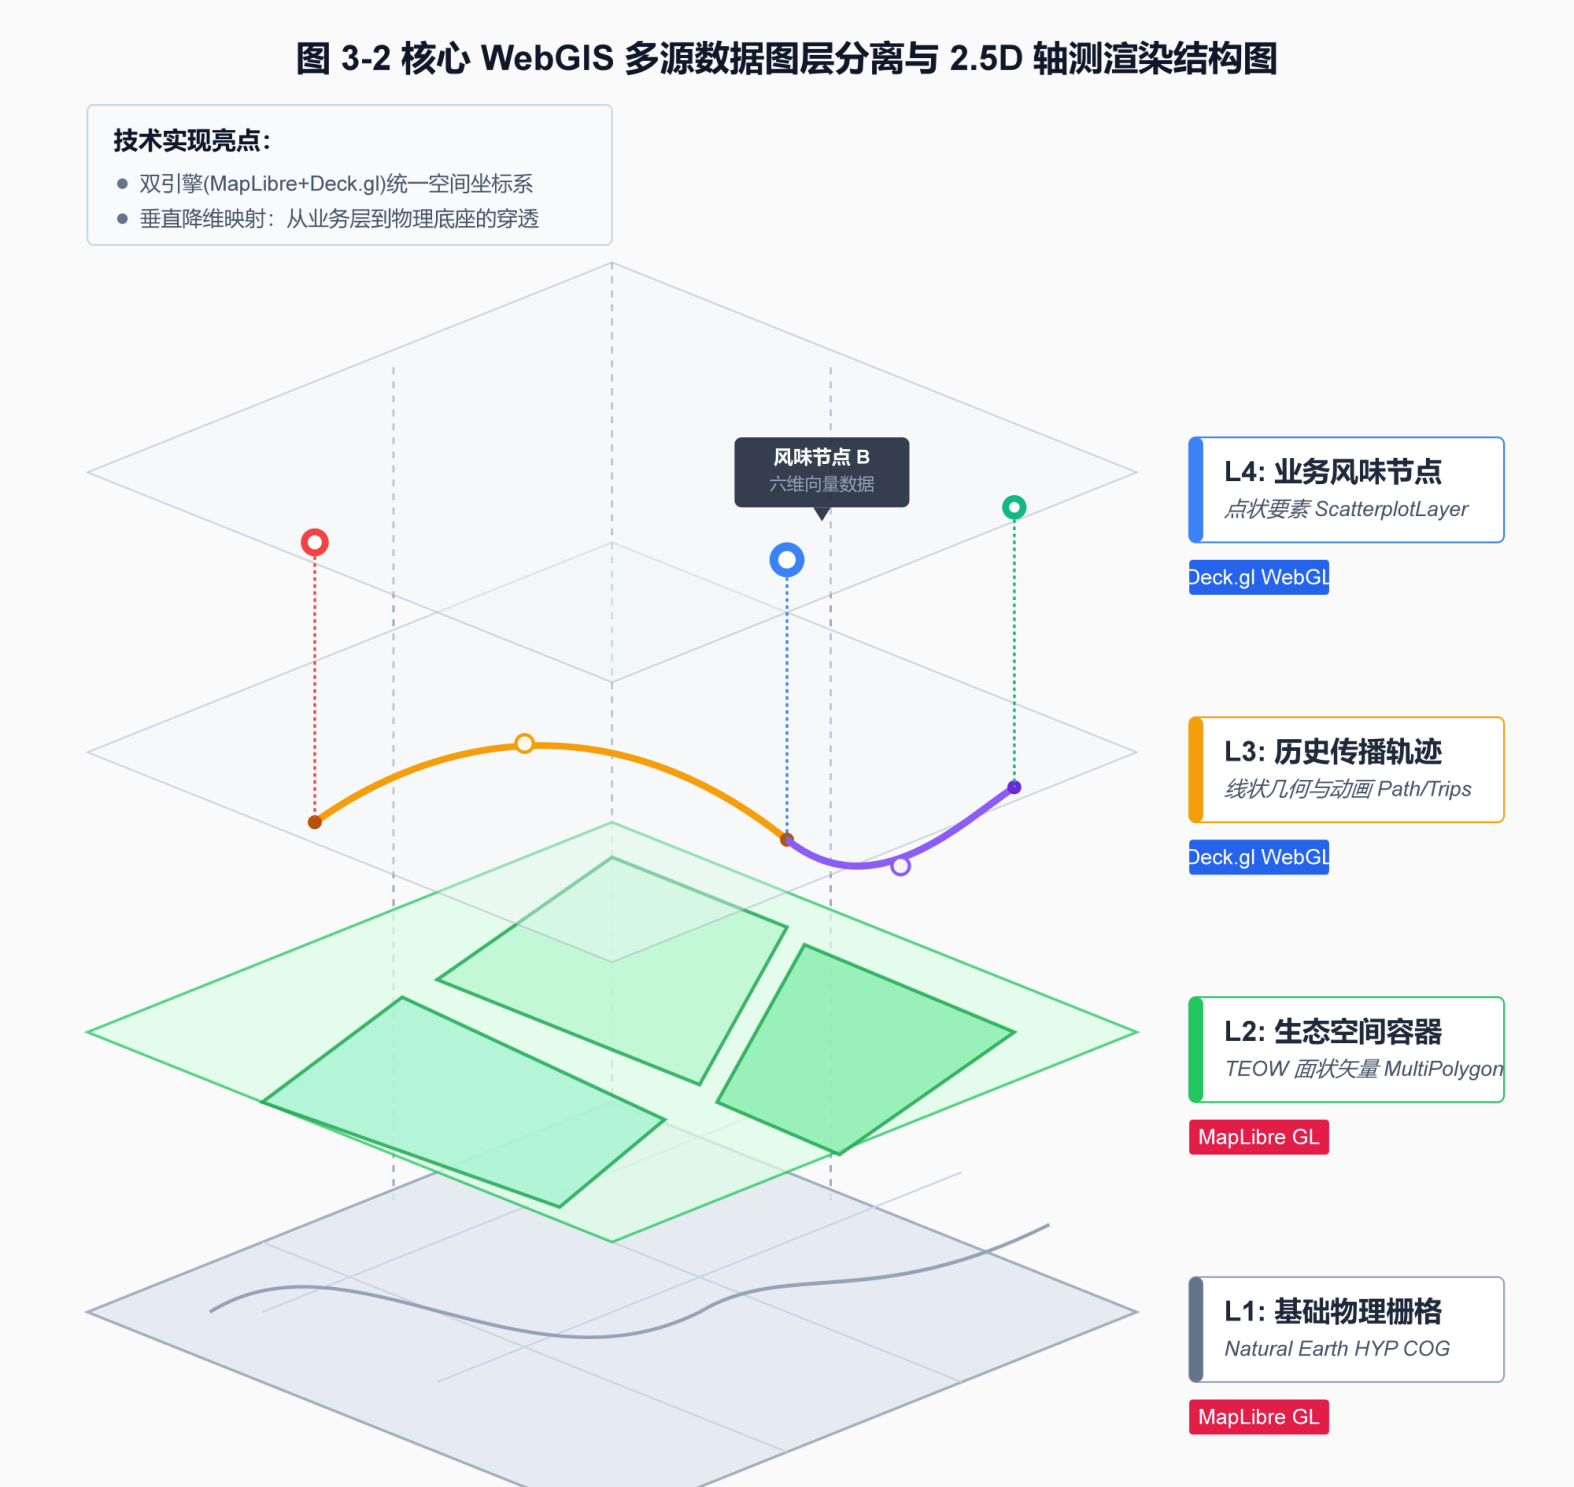 图 3-2 核心 WebGIS 多源数据图层分离与 2.5D 轴测渲染结构图
技术实现亮点：
双引擎(MapLibre+Deck.gl)统一空间坐标系
垂直降维映射：从业务层到物理底座的穿透
风味节点 B
六维向量数据
L4: 业务风味节点
点状要素 ScatterplotLayer
Deck.gl WebGL
L3: 历史传播轨迹
线状几何与动画 Path/Trips
Deck.gl WebGL
L2: 生态空间容器
TEOW 面状矢量 MultiPolygon
MapLibre GL
L1: 基础物理栅格
Natural Earth HYP COG
MapLibre GL